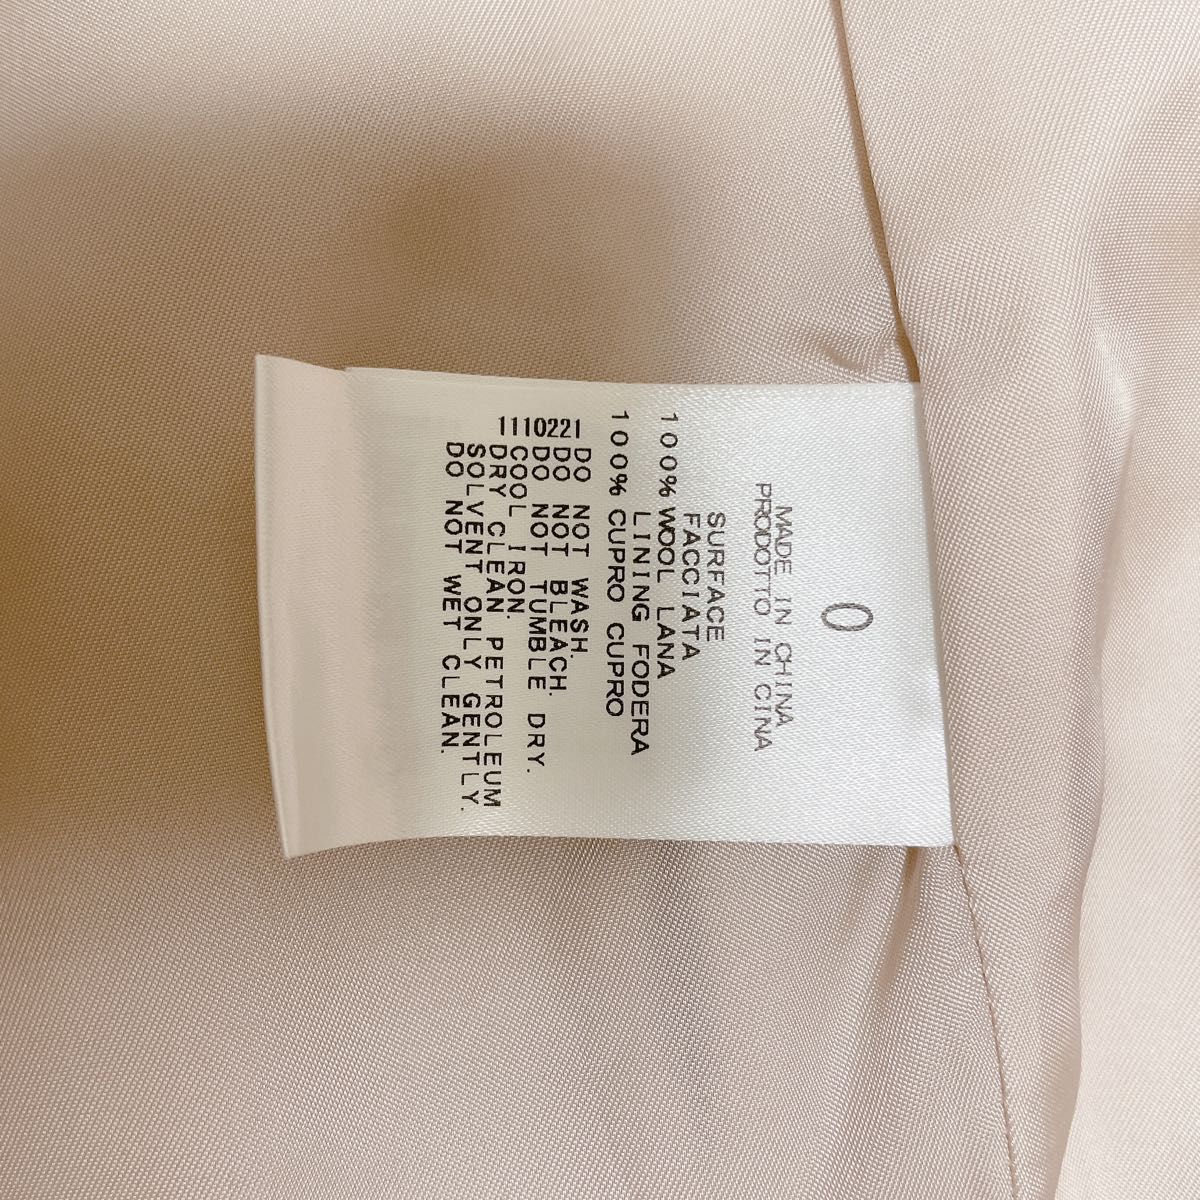 0
MADE IN CHINA
PRODOTTO IN CINA
SURFACE
FACCIATA
100% WOOL LANA
LINING FODERA
100% CUPRO CUPRO
1110221
DO NOT WASH.
DO NOT BLEACH.
DO NOT TUMBLE DRY.
COOL IRON.
DRY CLEAN PETROLEUM
SOLVENT ONLY GENTLY.
DO NOT WET CLEAN.